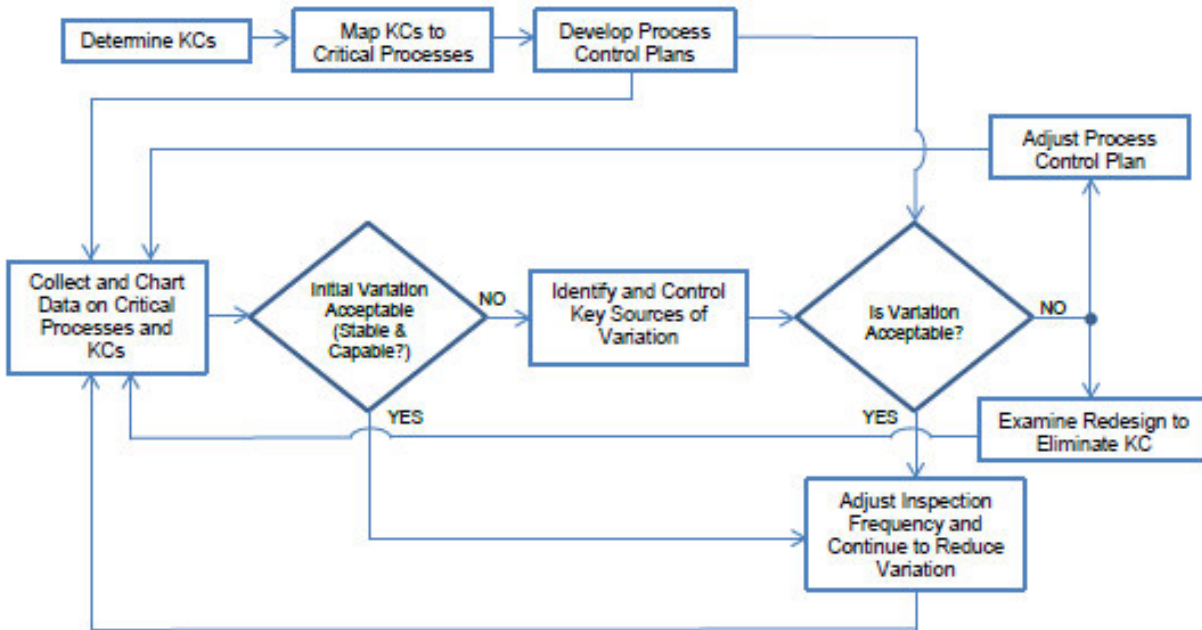 Determine KCs
Map KCs to
Critical Processes
Develop Process
Control Plans
Adjust Process
Control Plan
Collect and Chart
Data on Critical
Processes and
KCs
Initial Variation
Acceptable
(Stable &
Capable?)
NO
Identify and Control
Key Sources of
Variation
Is Variation
Acceptable?
NO
YES
YES
Examine Redesign to
Eliminate KC
Adjust Inspection
Frequency and
Continue to Reduce
Variation